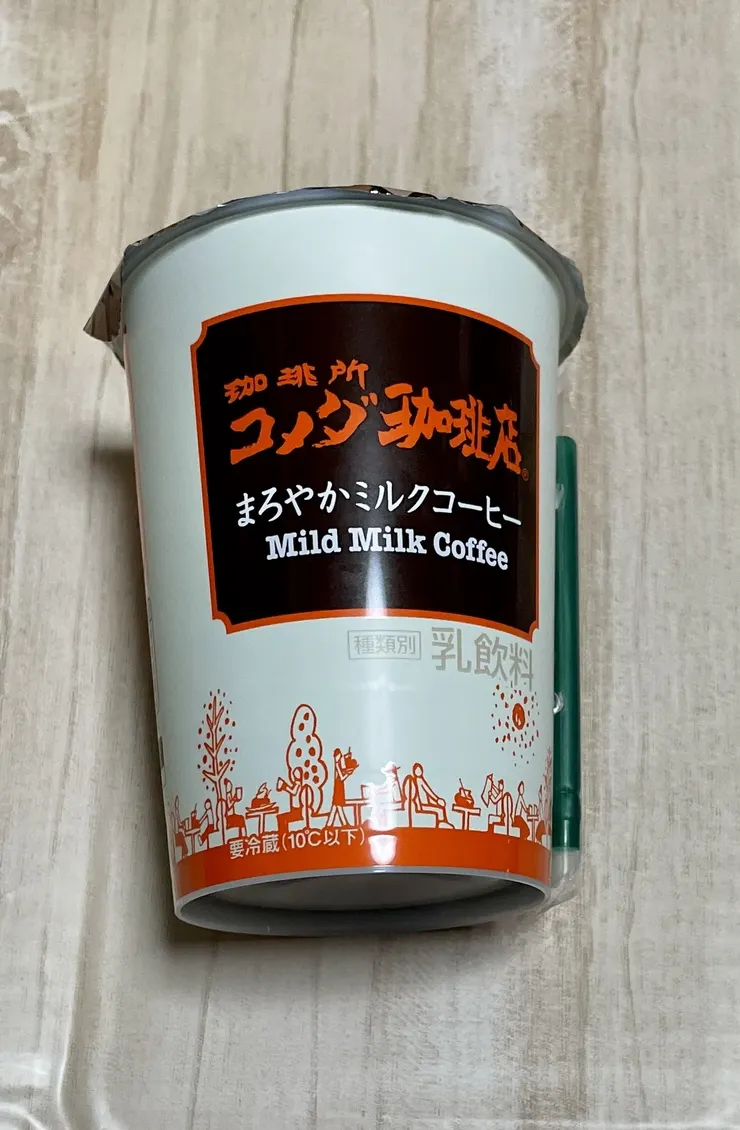 珈琲所
コメダ珈琲店®
まろやかミルクコーヒー
Mild Milk Coffee
種類別 乳飲料
要冷蔵(10℃以下)